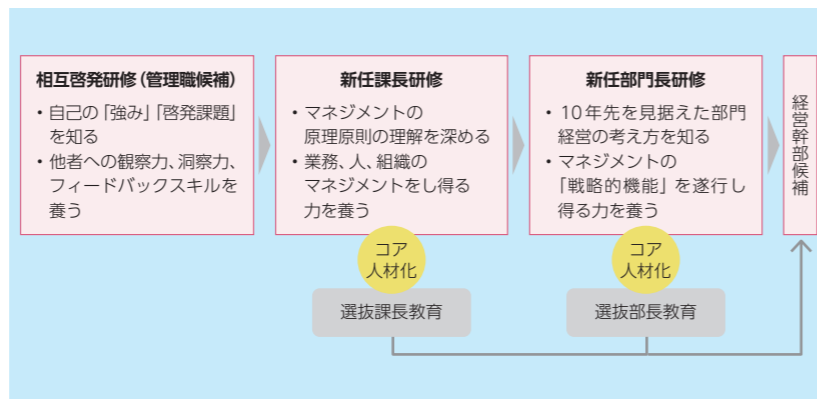 相互啓発研修（管理職候補）
・自己の「強み」「啓発課題」
を知る
・他者への観察力、洞察力、
フィードバックスキルを
養う
新任課長研修
・マネジメントの
原理原則の理解を深める
・業務、人、組織の
マネジメントをし得る
力を養う
新任部門長研修
・10年先を見据えた部門
経営の考え方を知る
・マネジメントの
「戦略的機能」を遂行し
得る力を養う
経営幹部候補
コア
人材化
選抜課長教育
コア
人材化
選抜部長教育